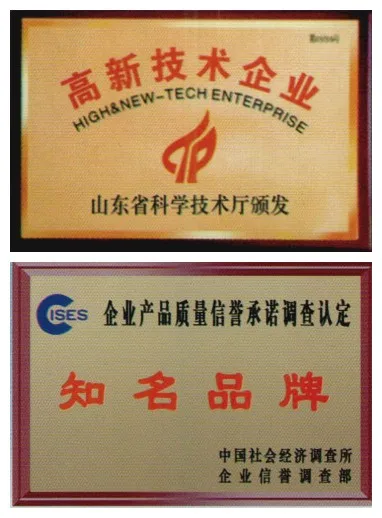 高新技术企业
HIGH&NEW-TECH ENTERPRISE
山东省科学技术厅颁发
CISES
企业产品质量信誉承诺调查认定
知名品牌
中国社会经济调查所
企业信誉调查部